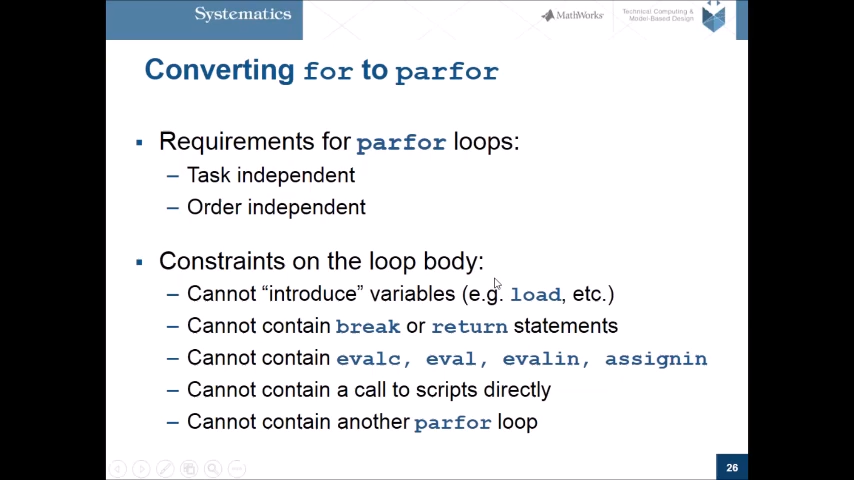 Systematics
MathWorks
Technical Computing &
Model-Based Design
Converting for to parfor
▪ Requirements for parfor loops:
– Task independent
– Order independent
▪ Constraints on the loop body:
– Cannot “introduce” variables (e.g. load, etc.)
– Cannot contain break or return statements
– Cannot contain evalc, eval, evalin, assignin
– Cannot contain a call to scripts directly
– Cannot contain another parfor loop
26